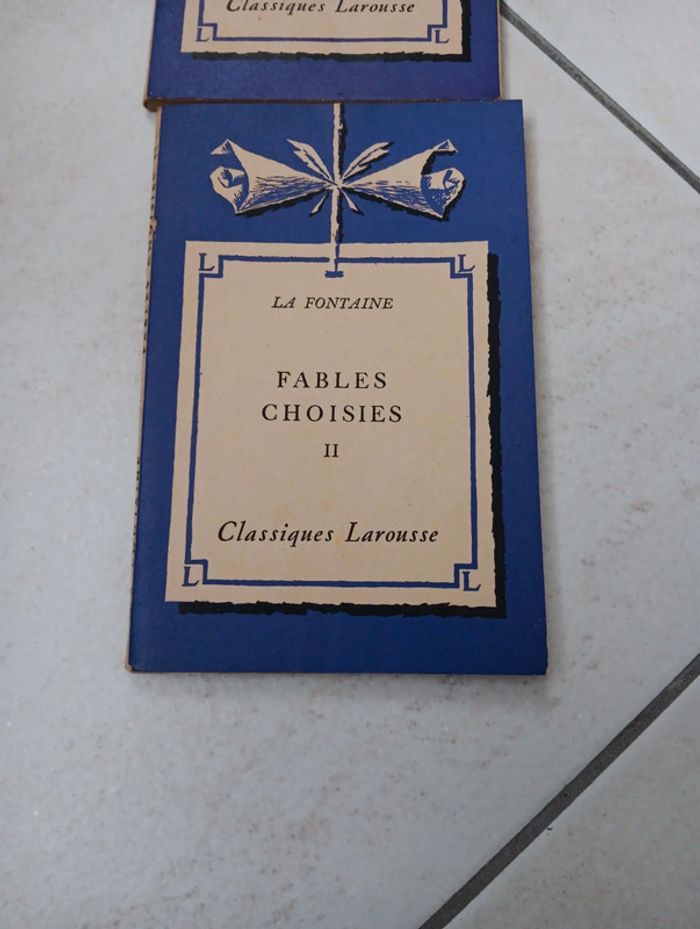 Classiques Larousse
L L
L L
LA FONTAINE
FABLES
CHOISIES
II
Classiques Larousse
L L